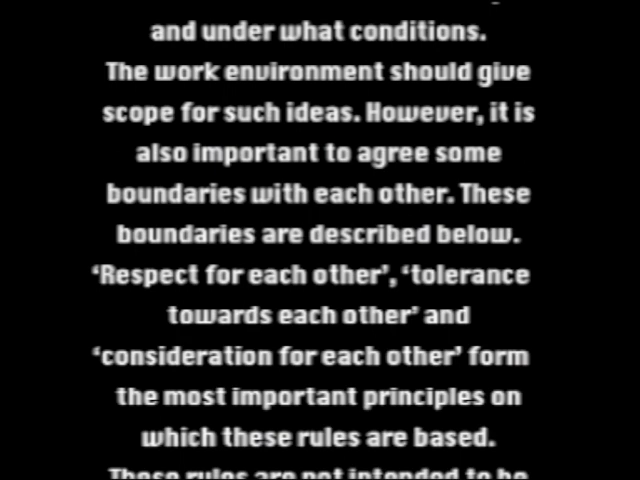 and under what conditions.
The work environment should give
scope for such ideas. However, it is
also important to agree some
boundaries with each other. These
boundaries are described below.
‘Respect for each other’, ‘tolerance
towards each other’ and
‘consideration for each other’ form
the most important principles on
which these rules are based.
These rules are not intended to be